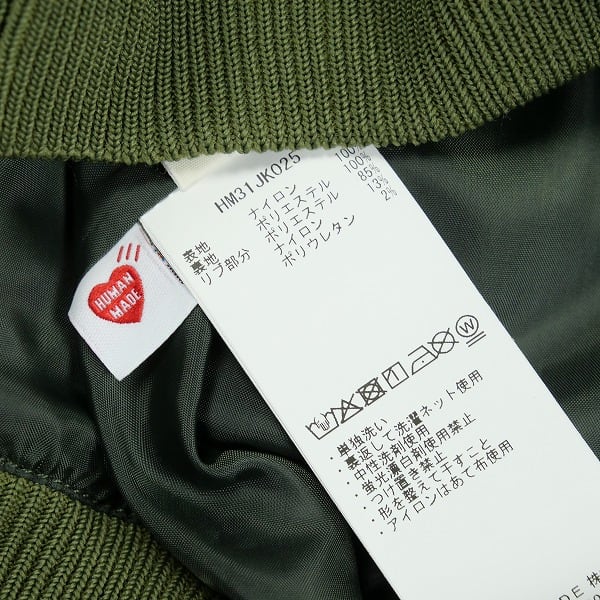 HM31JK025
表地 ナイロン 100%
裏地 ポリエステル 100%
リブ部分 ポリエステル 85%
ナイロン 13%
ポリウレタン 2%
HUMAN
MADE
W
・単独洗い
・裏返して洗濯ネット使用
・中性洗剤使用
・蛍光漂白剤使用禁止
・つけ置き禁止
・形を整えて干すこと
・アイロンはあて布使用
DE 株